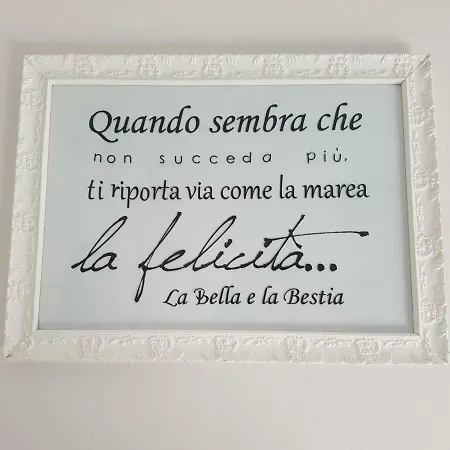 Quando sembra che
non succeda più,
ti riporta via come la marea
la felicità...
La Bella e la Bestia